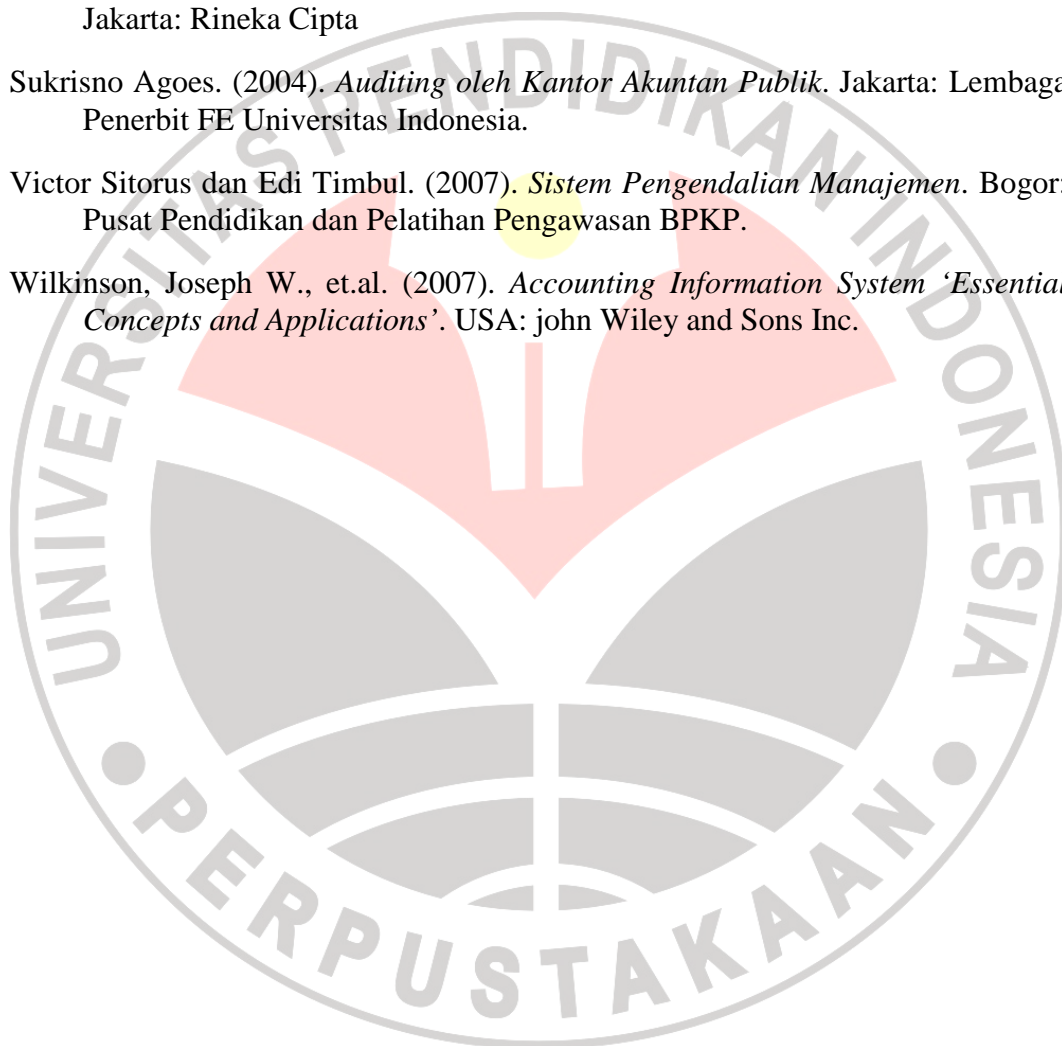 Jakarta: Rineka Cipta
Sukrisno Agoes. (2004). Auditing oleh Kantor Akuntan Publik. Jakarta: Lembaga
Penerbit FE Universitas Indonesia.
Victor Sitorus dan Edi Timbul. (2007). Sistem Pengendalian Manajemen. Bogor:
Pusat Pendidikan dan Pelatihan Pengawasan BPKP.
Wilkinson, Joseph W., et.al. (2007). Accounting Information System ‘Essential
Concepts and Applications’. USA: john Wiley and Sons Inc.
UNIVERSITAS PENDIDIKAN INDONESIA
PERPUSTAKAAN